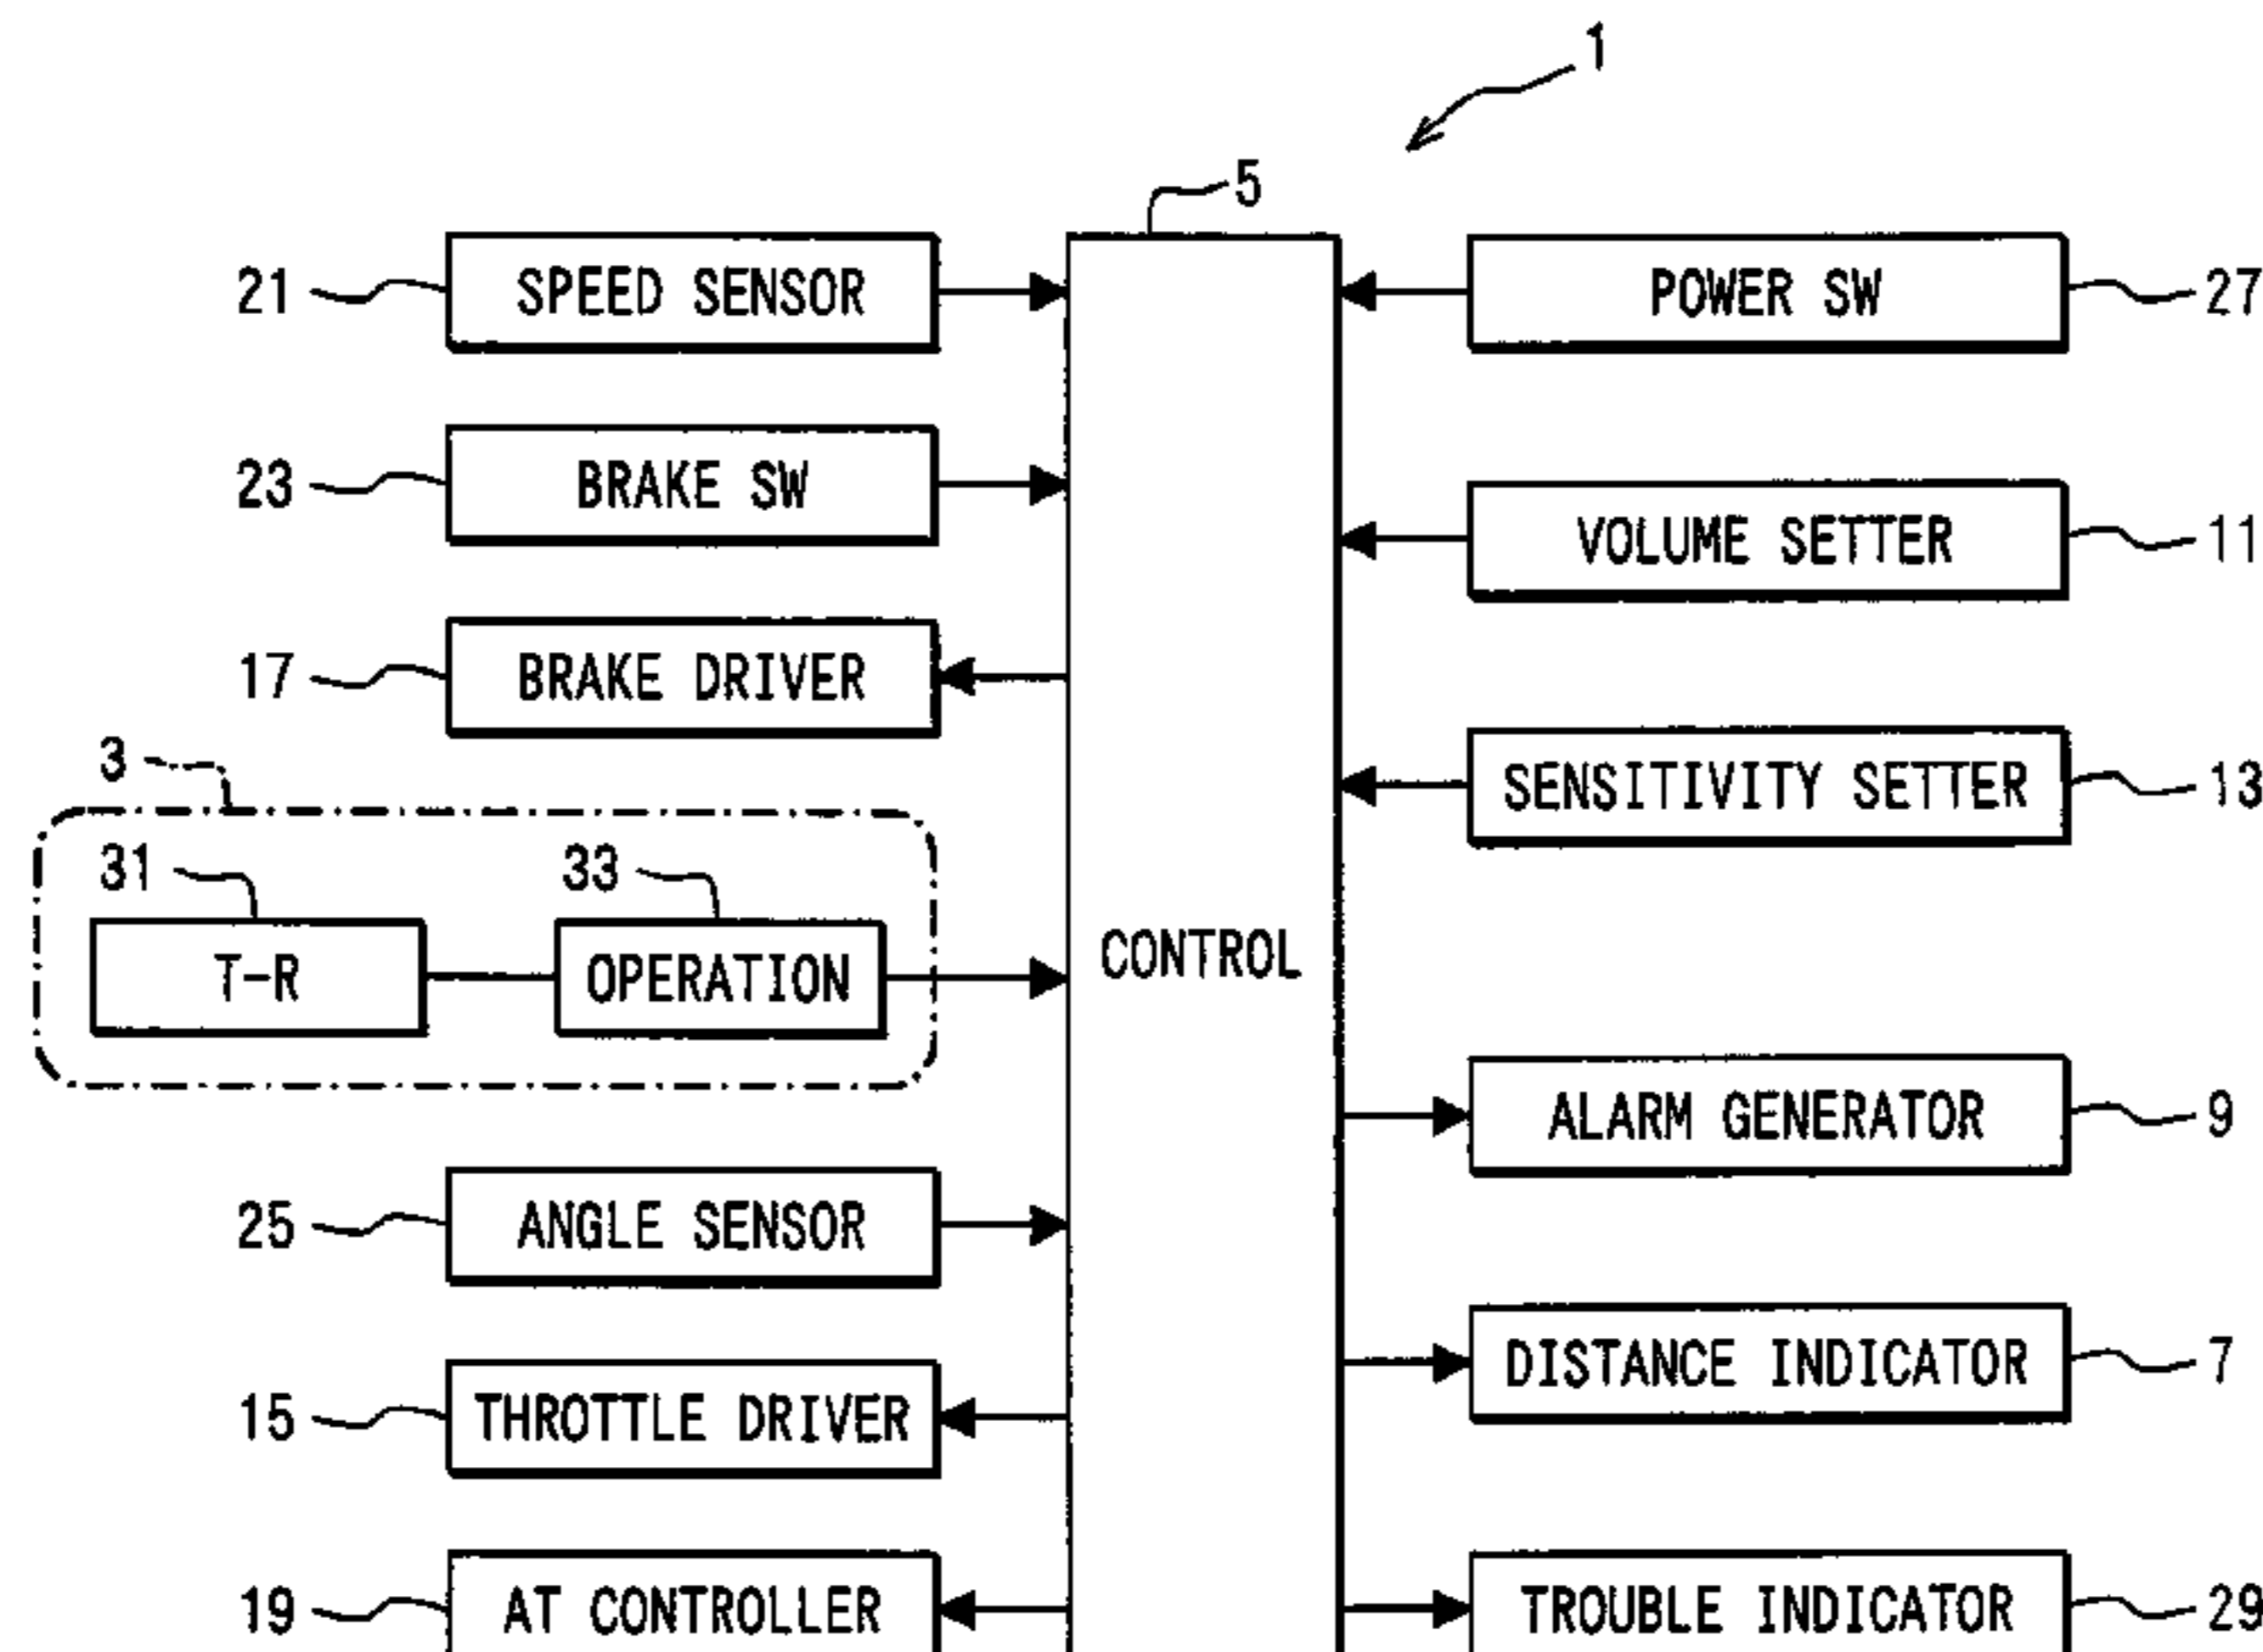 1
5
21 SPEED SENSOR
POWER SW 27
23 BRAKE SW
VOLUME SETTER 11
17 BRAKE DRIVER
3
SENSITIVITY SETTER 13
31 33
T-R OPERATION
CONTROL
ALARM GENERATOR 9
25 ANGLE SENSOR
DISTANCE INDICATOR 7
15 THROTTLE DRIVER
19 AT CONTROLLER
TROUBLE INDICATOR 29